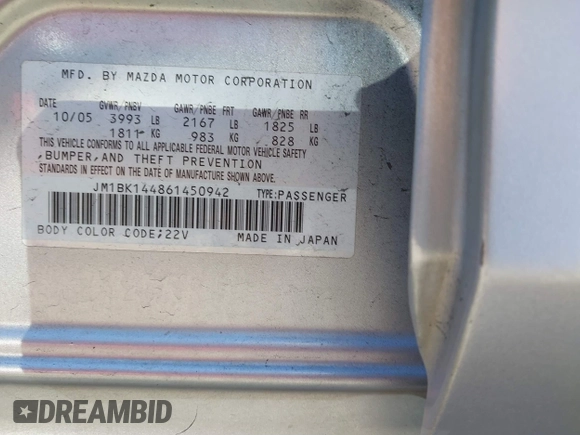 MFD. BY MAZDA MOTOR CORPORATION
DATE GVWR/PNBV GAWR/PNBE FRT GAWR/PNBE RR
10/05 3993 LB 2167 LB 1825 LB
1811 KG 983 KG 828 KG
THIS VEHICLE CONFORMS TO ALL APPLICABLE FEDERAL MOTOR VEHICLE SAFETY,
BUMPER, AND THEFT PREVENTION
STANDARDS IN EFFECT ON THE DATE OF MANUFACTURE SHOWN ABOVE.
JM1BK144861450942 TYPE:PASSENGER
BODY COLOR CODE;22V MADE IN JAPAN
DREAMBID